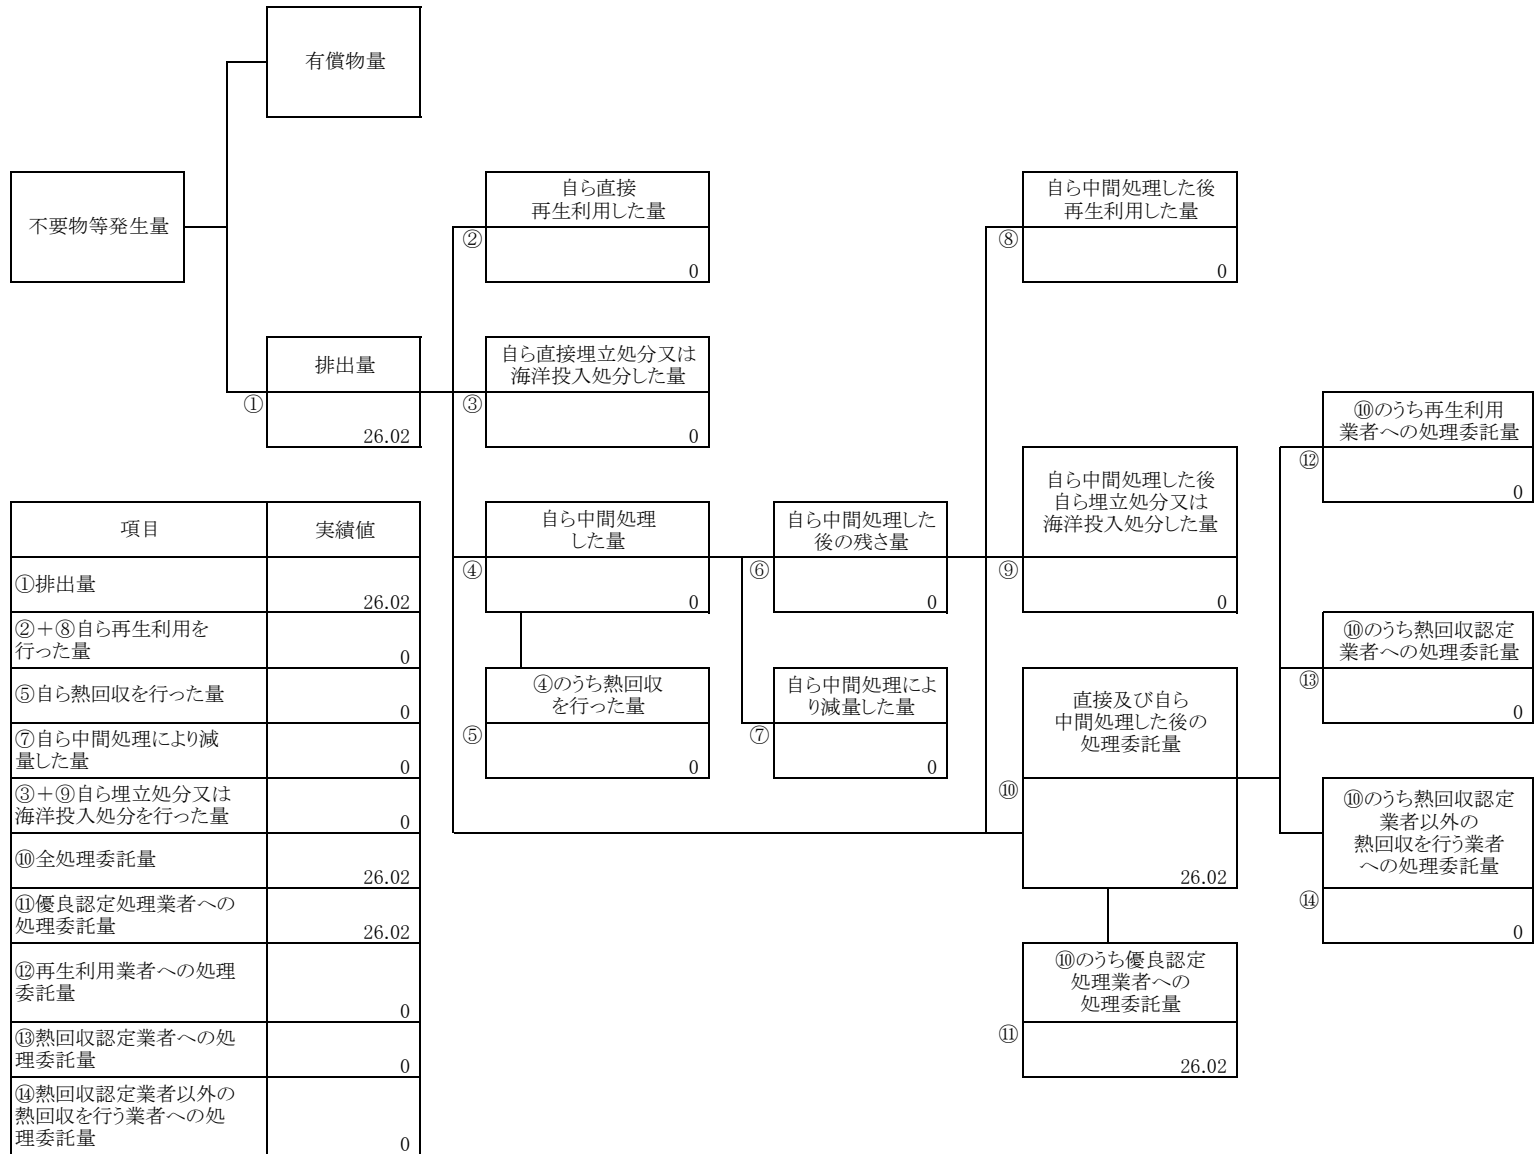 有償物量
不要物等発生量
自ら直接
再生利用した量
②
0
自ら中間処理した後
再生利用した量
⑧
0
排出量
①
26.02
自ら直接埋立処分又は
海洋投入処分した量
③
0
⑩のうち再生利用
業者への処理委託量
⑫
0
自ら中間処理
した量
④
0
自ら中間処理した
後の残さ量
⑥
0
自ら中間処理した後
自ら埋立処分又は
海洋投入処分した量
⑨
0
⑩のうち熱回収認定
業者への処理委託量
⑬
0
④のうち熱回収
を行った量
⑤
0
自ら中間処理によ
り減量した量
⑦
0
直接及び自ら
中間処理した後の
処理委託量
⑩
26.02
⑩のうち熱回収認定
業者以外の
熱回収を行う業者
への処理委託量
⑭
0
⑩のうち優良認定
処理業者への
処理委託量
⑪
26.02
項目 実績値
①排出量
26.02
②+⑧自ら再生利用を
行った量
0
⑤自ら熱回収を行った量
0
⑦自ら中間処理により減
量した量
0
③+⑨自ら埋立処分又は
海洋投入処分を行った量
0
⑩全処理委託量
26.02
⑪優良認定処理業者への
処理委託量
26.02
⑫再生利用業者への処理
委託量
0
⑬熱回収認定業者への処
理委託量
0
⑭熱回収認定業者以外の
熱回収を行う業者への処
理委託量
0